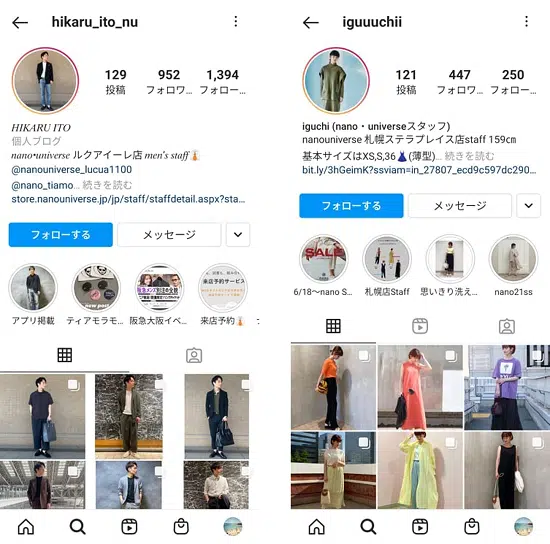 hikaru_ito_nu
129
952
1,394
投稿
フォロワ...
フォロー...
HIKARU ITO
個人ブログ
nano•universe ルクアイーレ店 men's staff
@nanouniverse_lucua1100
@nano_tiamo... 続きを読む
store.nanouniverse.jp/jp/staff/staffdetail.aspx?sta...
フォローする
メッセージ
来店予約サービス
アプリ掲載
ティアモラモ...
阪急大阪イベ...
来店予約
iguuuchii
121
447
250
投稿
フォロワ...
フォロー...
iguchi (nano・universeスタッフ)
nanouniverse 札幌ステラプレイス店staff 159㎝
基本サイズはXS,S,36 (薄型)... 続きを読む
bit.ly/3hGeimK?ssviam=in_27807_ecd9c597dc290...
フォローする
メッセージ
SALE
6/18〜nano S...
札幌店Staff
思いきり洗え...
nano21ss